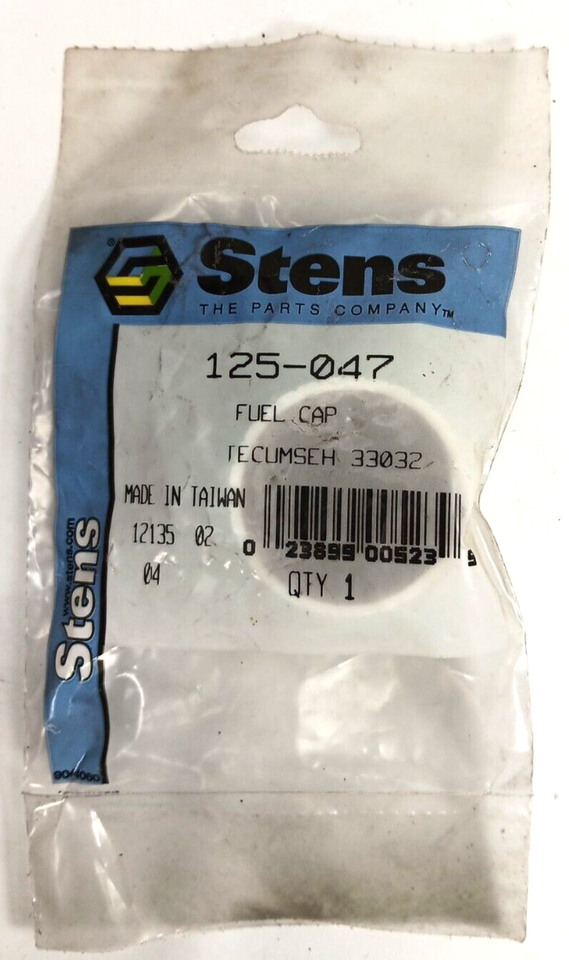 ® Stens
THE PARTS COMPANY™
125-047
FUEL CAP
TECUMSEH 33032
MADE IN TAIWAN
12135 02
04
0 23899 00523 9
QTY 1
www.stens.com
Stens